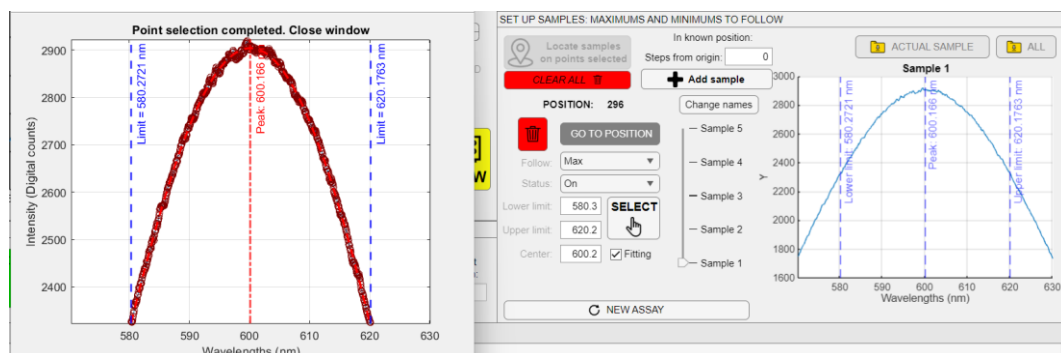 Point selection completed. Close window
2900
2800
2700
2600
2500
2400
Intensity (Digital counts)
Limit = 580.2721 nm
Peak: 600.166 nm
Limit = 620.1763 nm
580
590
600
610
620
630
Wavelengths (nm)
SET UP SAMPLES: MAXIMUMS AND MINIMUMS TO FOLLOW
Locate samples
on points selected
In known position:
Steps from origin: 0
CLEAR ALL
Add sample
POSITION: 296
Change names
GO TO POSITION
Follow: Max
Status: On
Lower limit: 580.3
SELECT
Upper limit: 620.2
Center: 600.2
Fitting
Sample 5
Sample 4
Sample 3
Sample 2
Sample 1
NEW ASSAY
ACTUAL SAMPLE
ALL
Sample 1
3000
2800
2600
2400
2200
2000
1800
1600
Y
Lower limit: 580.2721 nm
Peak: 600.166 nm
Upper limit: 620.1763 nm
580
590
600
610
620
630
Wavelengths (nm)